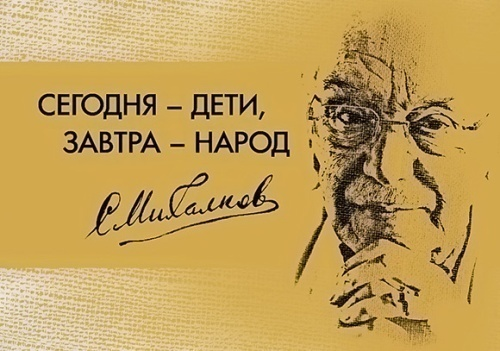 СЕГОДНЯ – ДЕТИ,
ЗАВТРА – НАРОД
С Михалков